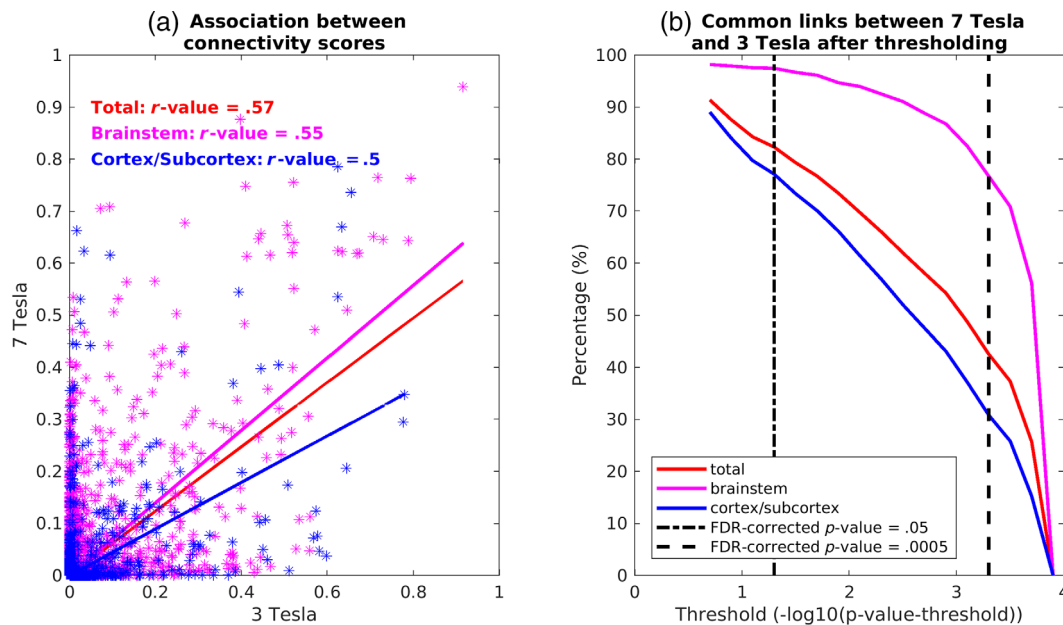 (a) Association between
connectivity scores
1
0.9
0.8
0.7
0.6
0.5
0.4
0.3
0.2
0.1
0
7 Tesla
Total: r-value = .57
Brainstem: r-value = .55
Cortex/Subcortex: r-value = .5
0 0.2 0.4 0.6 0.8 1
3 Tesla
(b) Common links between 7 Tesla
and 3 Tesla after thresholding
100
90
80
70
60
50
40
30
20
10
0
Percentage (%)
total
brainstem
cortex/subcortex
FDR-corrected p-value = .05
FDR-corrected p-value = .0005
0 1 2 3 4
Threshold (-log10(p-value-threshold))